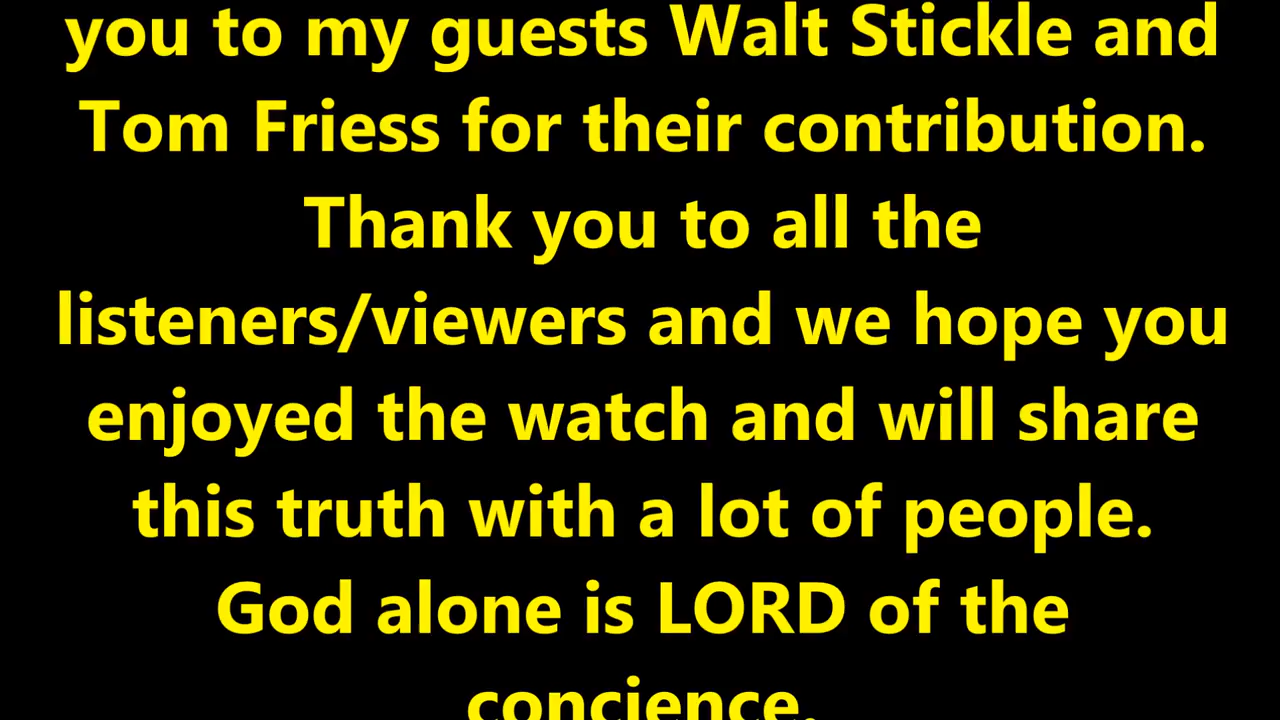 you to my guests Walt Stickle and
Tom Friess for their contribution.
Thank you to all the
listeners/viewers and we hope you
enjoyed the watch and will share
this truth with a lot of people.
God alone is LORD of the
concience.